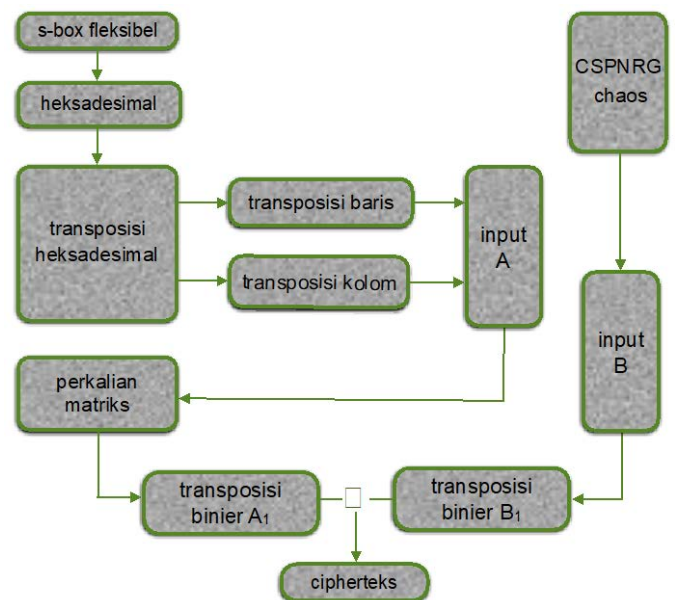 s-box fleksibel
CSPNRG
chaos
heksadesimal
transposisi
heksadesimal
transposisi baris
transposisi kolom
input
A
input
B
perkalian
matriks
transposisi
binier A₁
transposisi
binier B₁
cipherteks